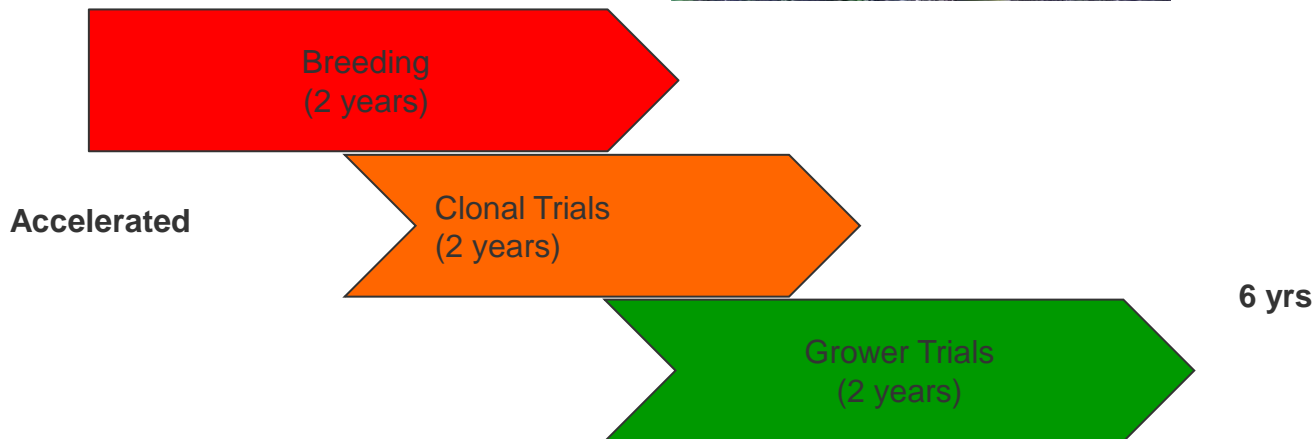 Breeding
(2 years)
Accelerated
Clonal Trials
(2 years)
6 yrs
Grower Trials
(2 years)